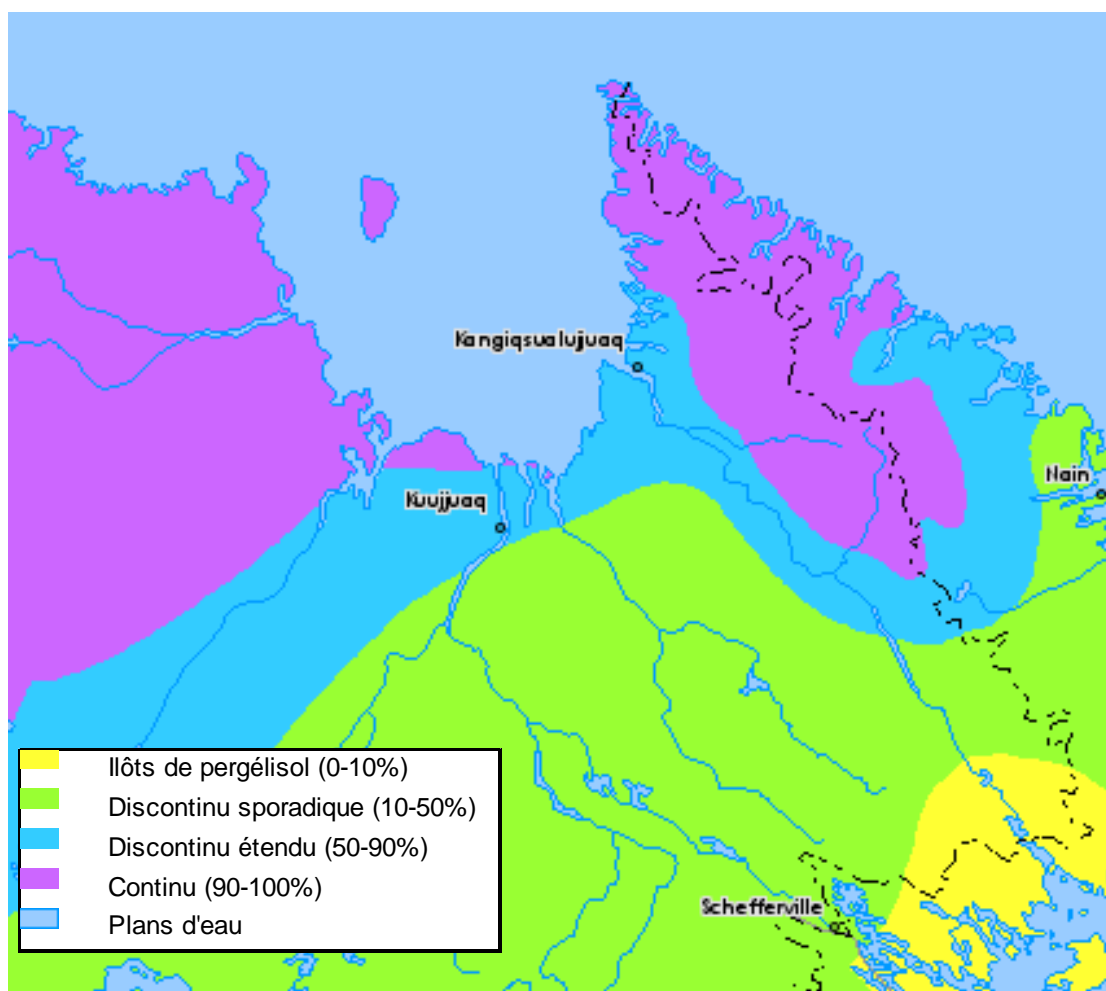 Kangiqsualujjuaq
Nain
Kuujjuaq
Ilôts de pergélisol (0-10%)
Discontinu sporadique (10-50%)
Discontinu étendu (50-90%)
Continu (90-100%)
Plans d'eau
Schefferville